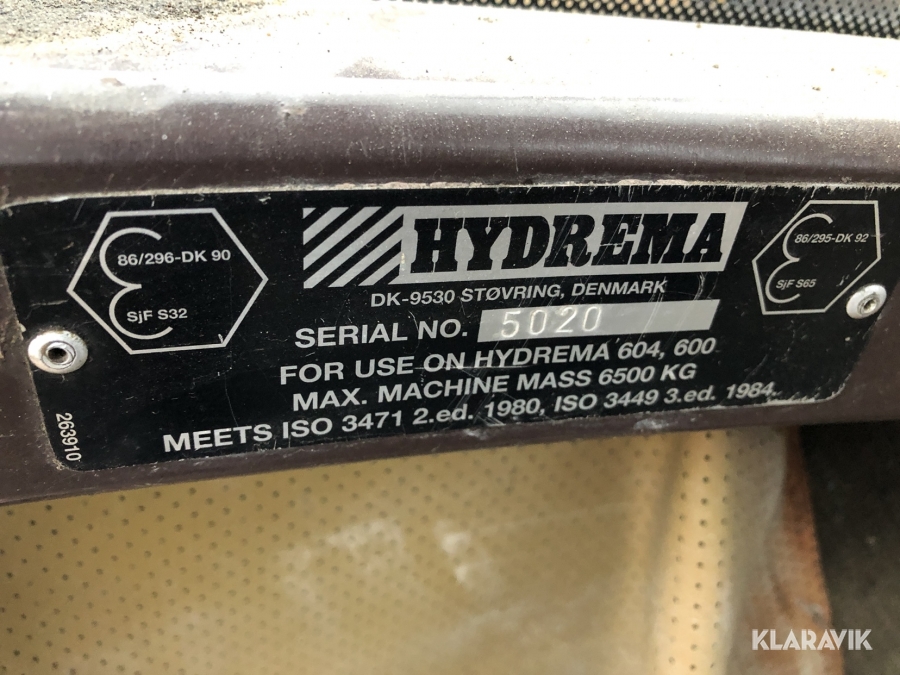 86/296-DK 90
SjF S32
HYDREMA
86/295-DK 92
SjF S65
DK-9530 STØVRING, DENMARK
SERIAL NO. 5020
FOR USE ON HYDREMA 604, 600
MAX. MACHINE MASS 6500 KG
MEETS ISO 3471 2.ed. 1980, ISO 3449 3.ed. 1984.
263910
KLARAVIK